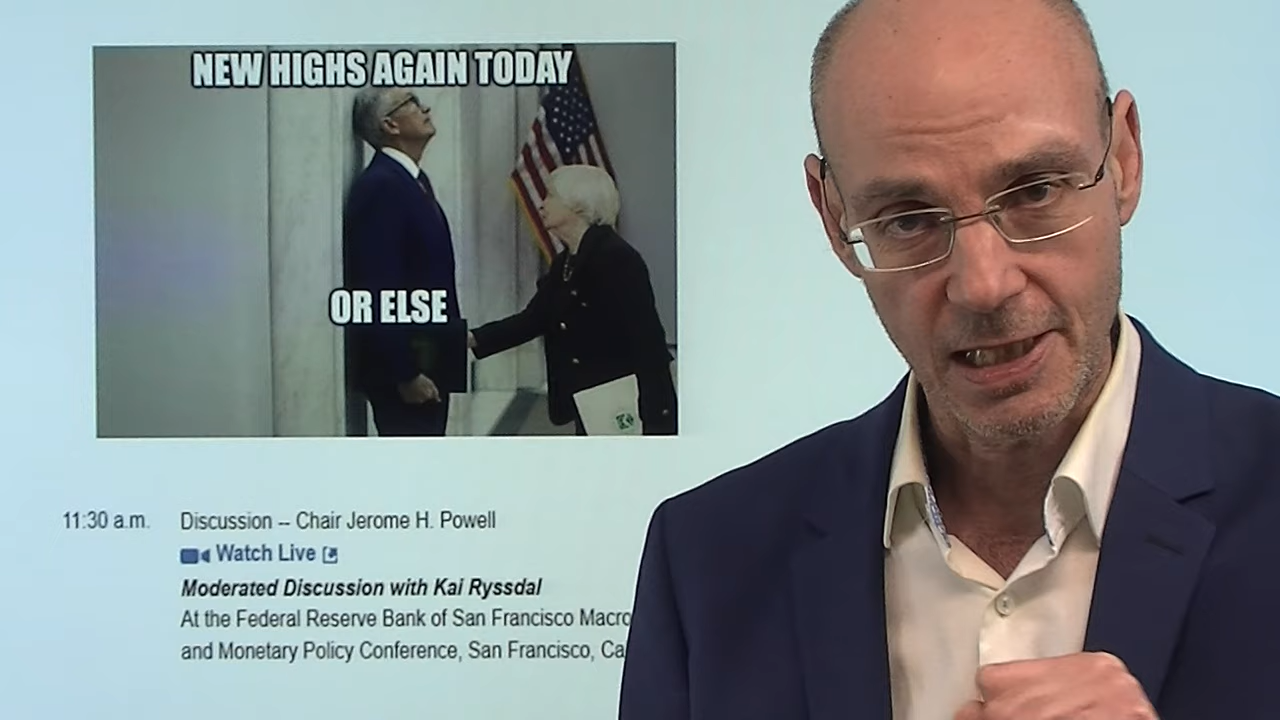 NEW HIGHS AGAIN TODAY
OR ELSE
11:30 a.m. Discussion -- Chair Jerome H. Powell
Watch Live
Moderated Discussion with Kai Ryssdal
At the Federal Reserve Bank of San Francisco Macro
and Monetary Policy Conference, San Francisco, Ca